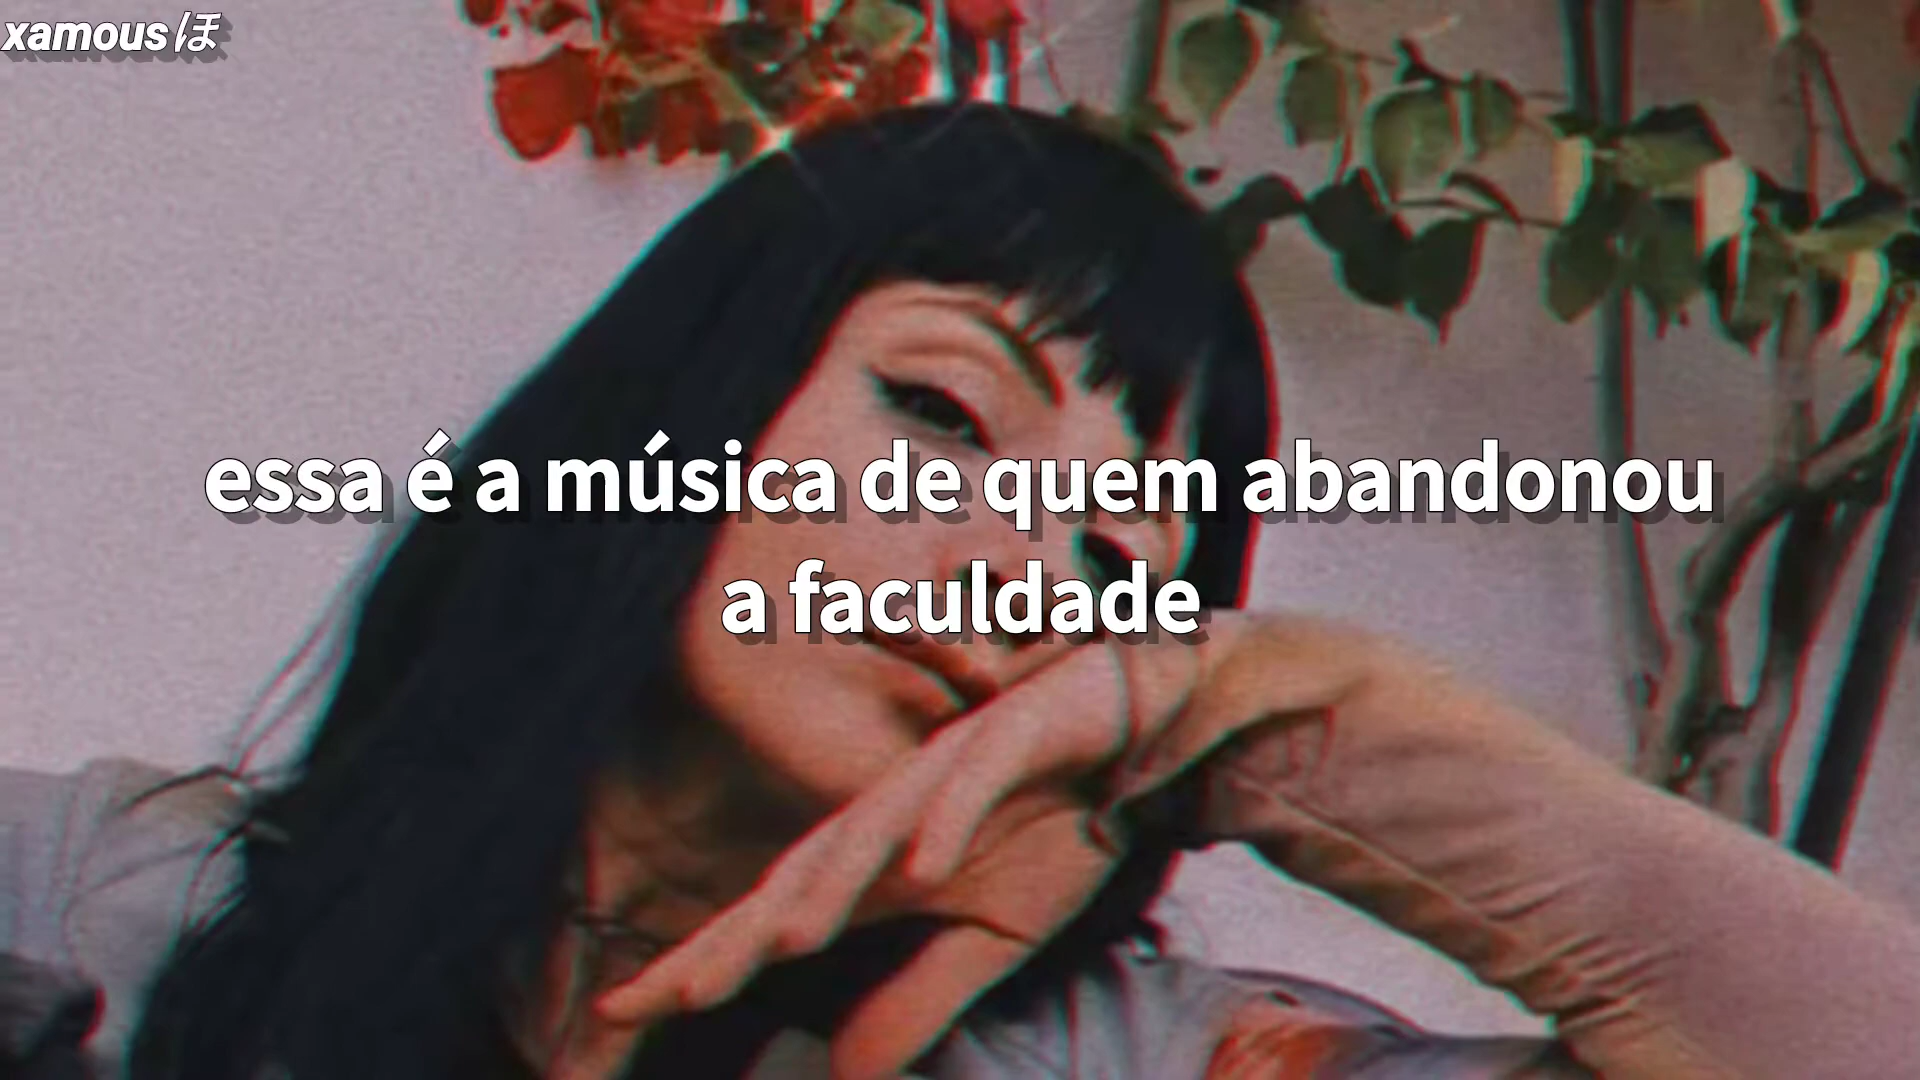 xamousほ
essa é a música de quem abandonou
a faculdade